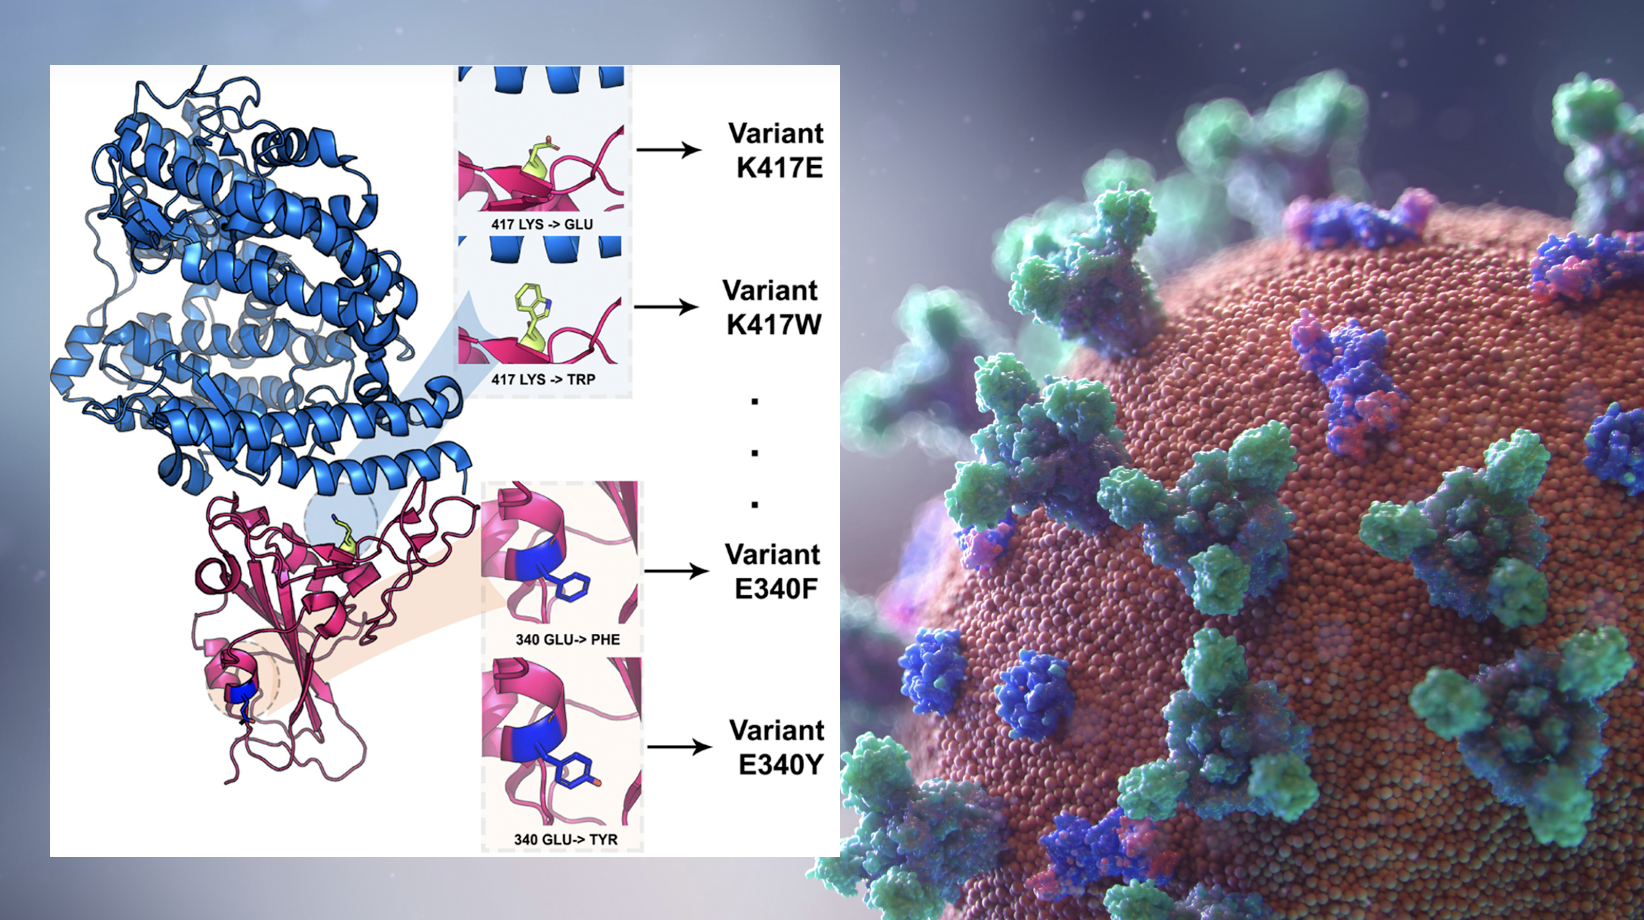 Variant
K417E
417 LYS -> GLU
Variant
K417W
417 LYS -> TRP
Variant
E340F
340 GLU-> PHE
Variant
E340Y
340 GLU-> TYR